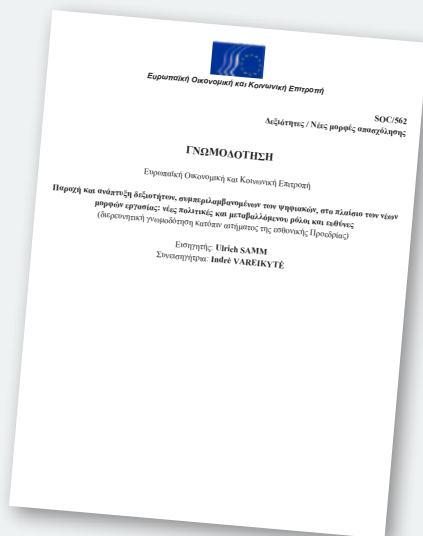 Ευρωπαϊκή Οικονομική και Κοινωνική Επιτροπή
SOC/562
Δεξιότητες / Νέες μορφές απασχόλησης
ΓΝΩΜΟΔΟΤΗΣΗ
Ευρωπαϊκή Οικονομική και Κοινωνική Επιτροπή
Παροχή και ανάπτυξη δεξιοτήτων, συμπεριλαμβανομένων των ψηφιακών, στο πλαίσιο των νέων
μορφών εργασίας: νέες πολιτικές και μεταβαλλόμενοι ρόλοι και ευθύνες
(διερευνητική γνωμοδότηση κατόπιν αιτήματος της εσθονικής Προεδρίας)
Εισηγητής: Ulrich SAMM
Συνεισηγήτρια: Indrė VAREIKYTĖ